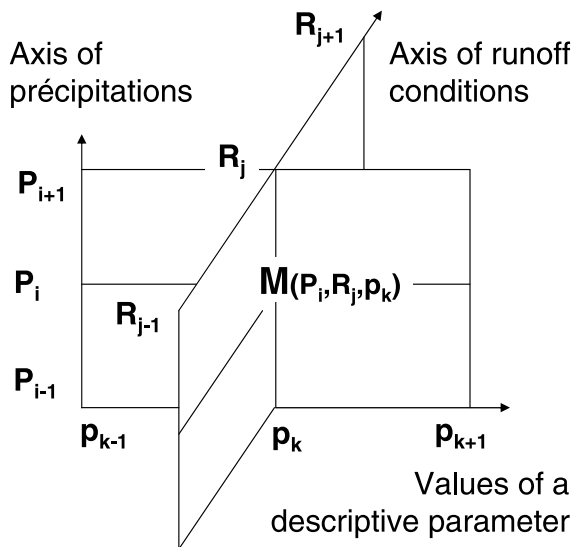 R_{j+1}
Axis of
précipitations
Axis of runoff
conditions
R_j
P_{i+1}
P_i
M(P_i,R_j,p_k)
R_{j-1}
P_{i-1}
p_{k-1}
p_k
p_{k+1}
Values of a
descriptive parameter